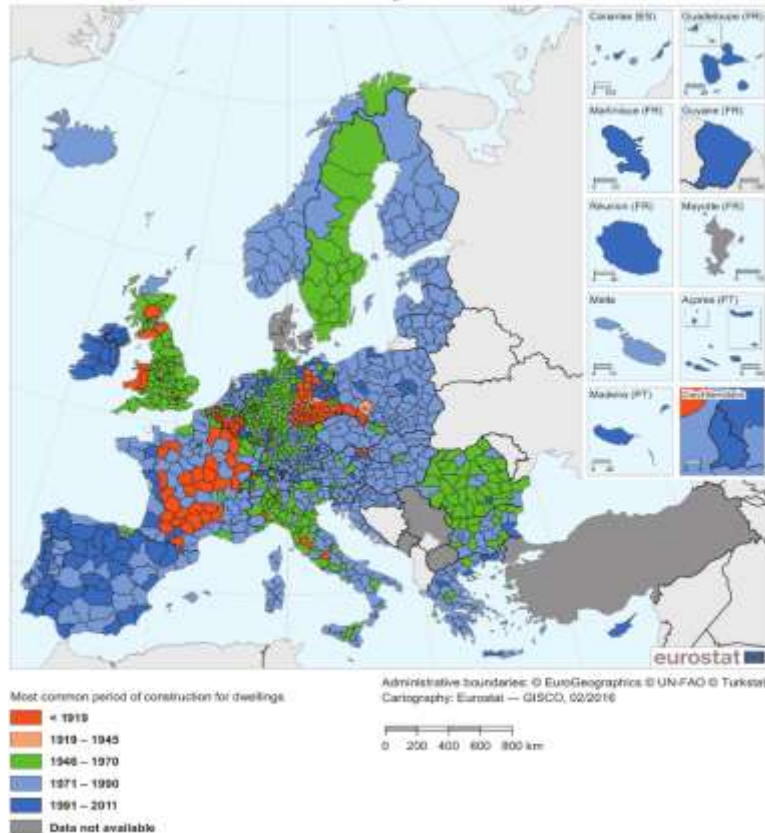 Canarias (ES)
Guadeloupe (FR)
Martinique (FR)
Guyane (FR)
Réunion (FR)
Mayotte (FR)
Malta
Açores (PT)
Madeira (PT)
Liechtenstein
eurostat
Administrative boundaries: © EuroGeographics © UN-FAO © Turkstat
Cartography: Eurostat — GISCO, 02/2016
Most common period of construction for dwellings
< 1919
1919 – 1945
1946 – 1970
1971 – 1990
1991 – 2011
Data not available
0 200 400 600 800 km